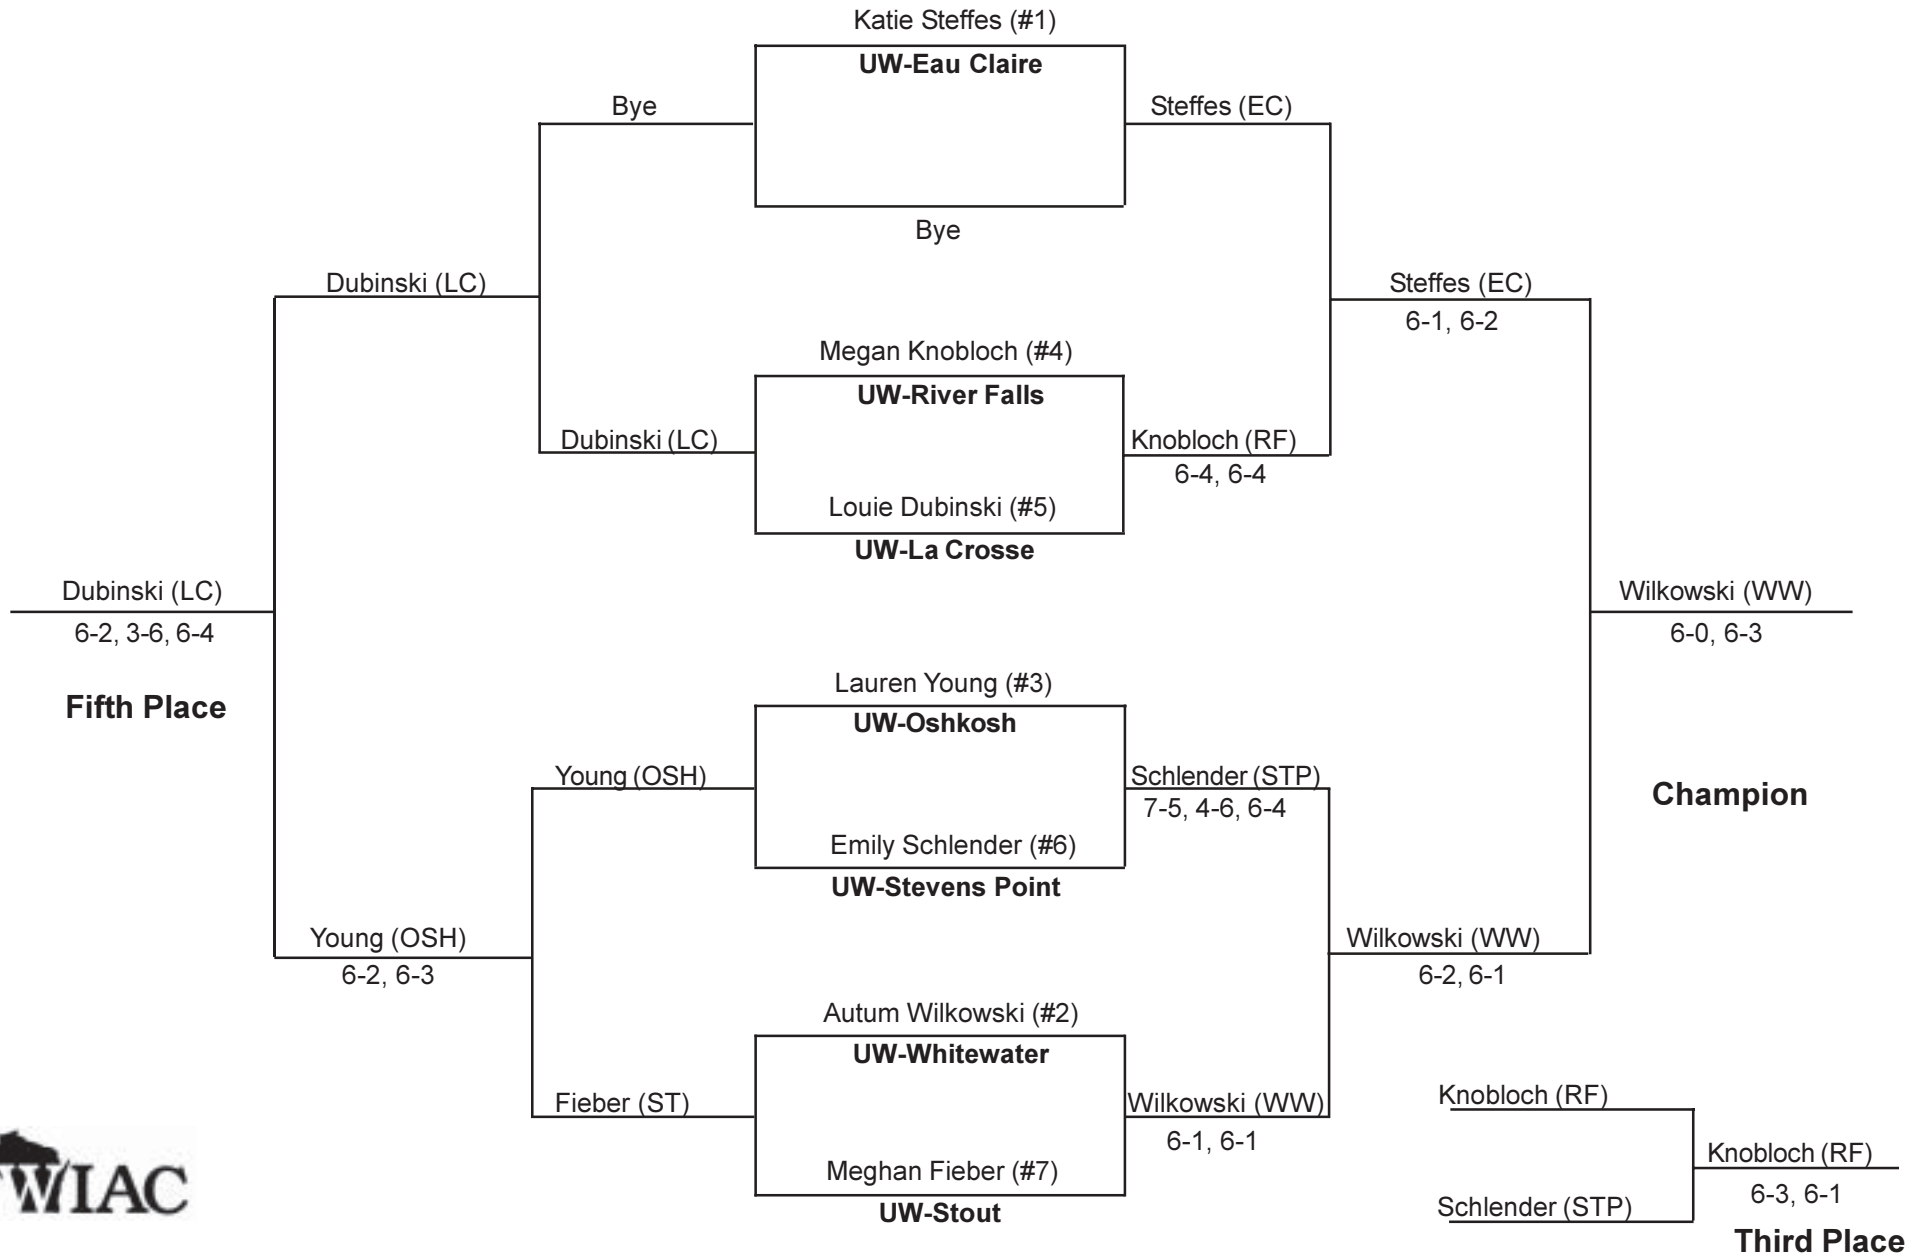 Katie Steffes (#1)
UW-Eau Claire
Bye
Steffes (EC)
Bye
Dubinski (LC)
Steffes (EC)
6-1, 6-2
Megan Knobloch (#4)
UW-River Falls
Dubinski (LC)
Knobloch (RF)
6-4, 6-4
Louie Dubinski (#5)
UW-La Crosse
Dubinski (LC)
6-2, 3-6, 6-4
Fifth Place
Wilkowski (WW)
6-0, 6-3
Champion
Lauren Young (#3)
UW-Oshkosh
Young (OSH)
Schlender (STP)
7-5, 4-6, 6-4
Emily Schlender (#6)
UW-Stevens Point
Young (OSH)
6-2, 6-3
Wilkowski (WW)
6-2, 6-1
Autum Wilkowski (#2)
UW-Whitewater
Fieber (ST)
Wilkowski (WW)
6-1, 6-1
Meghan Fieber (#7)
UW-Stout
Knobloch (RF)
Knobloch (RF)
6-3, 6-1
Schlender (STP)
Third Place
WIAC